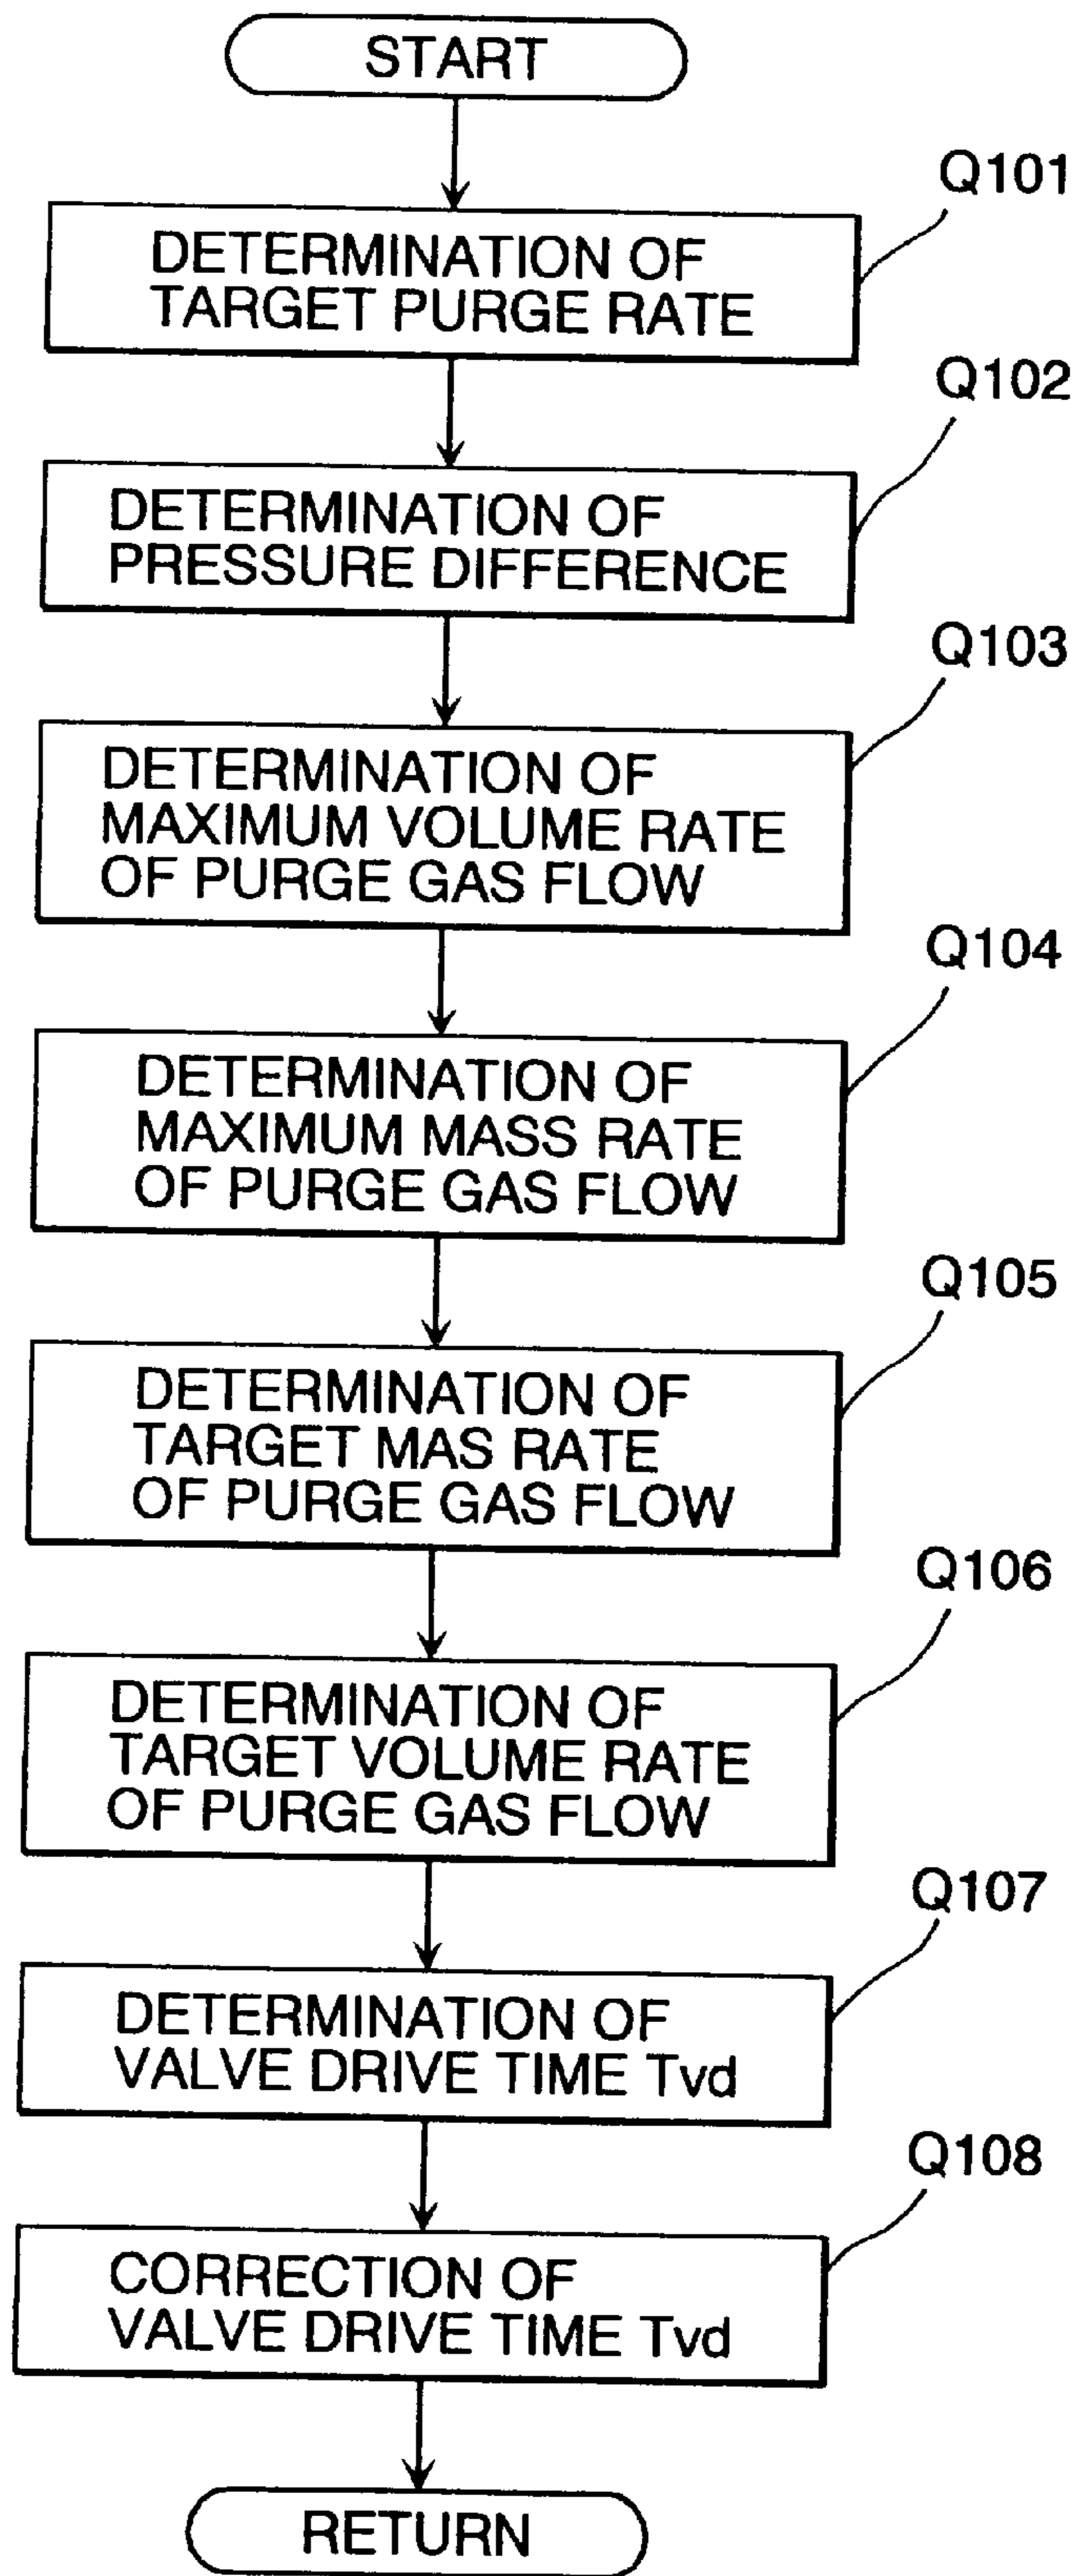 START
Q101
DETERMINATION OF
TARGET PURGE RATE
Q102
DETERMINATION OF
PRESSURE DIFFERENCE
Q103
DETERMINATION OF
MAXIMUM VOLUME RATE
OF PURGE GAS FLOW
Q104
DETERMINATION OF
MAXIMUM MASS RATE
OF PURGE GAS FLOW
Q105
DETERMINATION OF
TARGET MAS RATE
OF PURGE GAS FLOW
Q106
DETERMINATION OF
TARGET VOLUME RATE
OF PURGE GAS FLOW
Q107
DETERMINATION OF
VALVE DRIVE TIME Tvd
Q108
CORRECTION OF
VALVE DRIVE TIME Tvd
RETURN